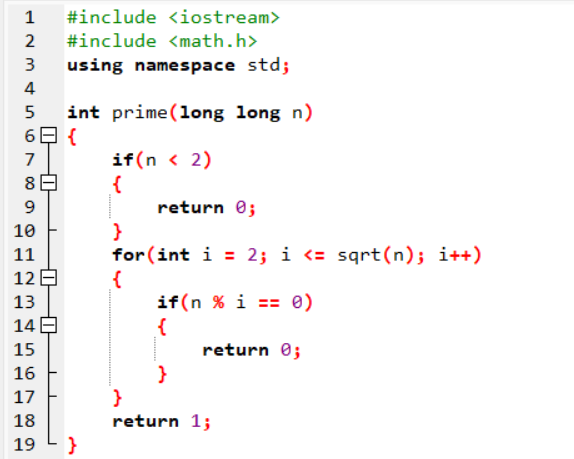 1 #include <iostream>
2 #include <math.h>
3 using namespace std;
4
5 int prime(long long n)
6 {
7 if(n < 2)
8 {
9 return 0;
10 }
11 for(int i = 2; i <= sqrt(n); i++)
12 {
13 if(n % i == 0)
14 {
15 return 0;
16 }
17 }
18 return 1;
19 }